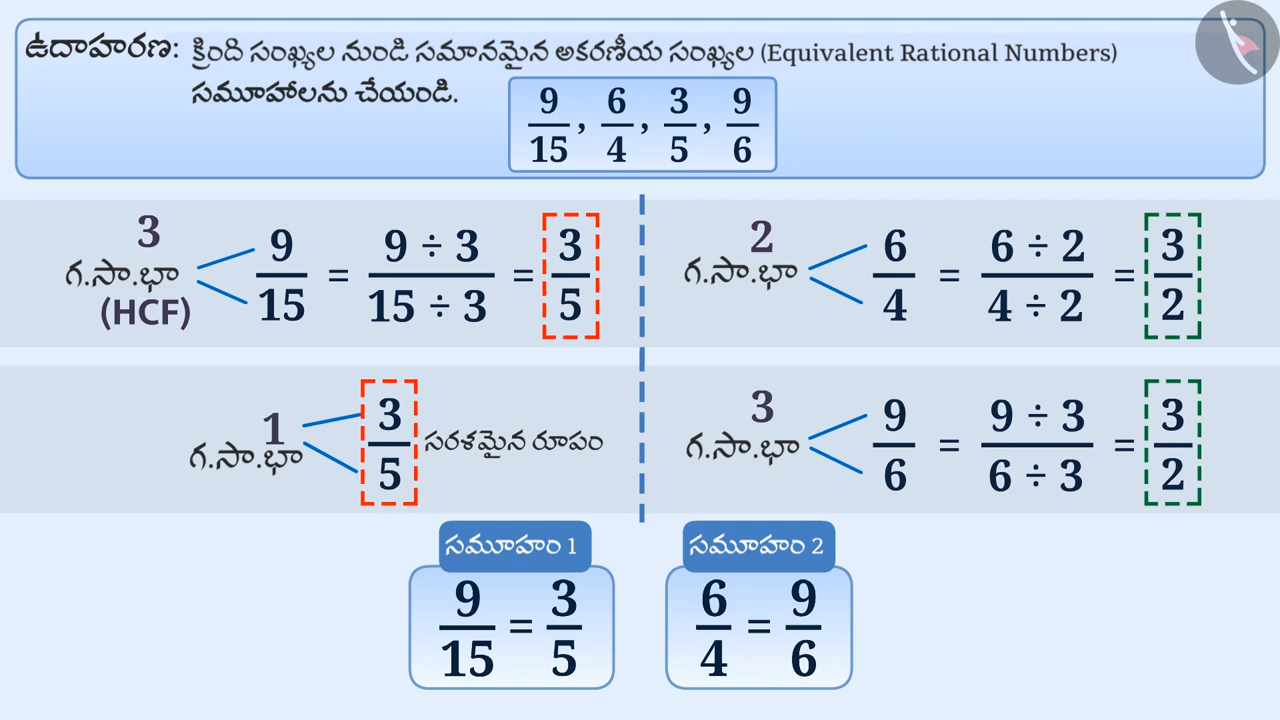 ఉదాహరణ: క్రింది సంఖ్యల నుండి సమానమైన అకరణీయ సంఖ్యల (Equivalent Rational Numbers)
సమూహాలను చేయండి.
9/15, 6/4, 3/5, 9/6
3
గ.సా.భా
(HCF)
9/15 = 9 ÷ 3/15 ÷ 3 = 3/5
2
గ.సా.భా
6/4 = 6 ÷ 2/4 ÷ 2 = 3/2
1
గ.సా.భా
3/5 సరళమైన రూపం
3
గ.సా.భా
9/6 = 9 ÷ 3/6 ÷ 3 = 3/2
సమూహం 1
9/15 = 3/5
సమూహం 2
6/4 = 9/6